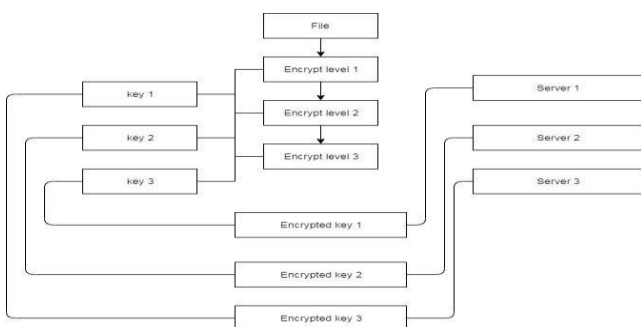 File
Encrypt level 1
key 1
Server 1
Encrypt level 2
key 2
Server 2
Encrypt level 3
key 3
Server 3
Encrypted key 1
Encrypted key 2
Encrypted key 3